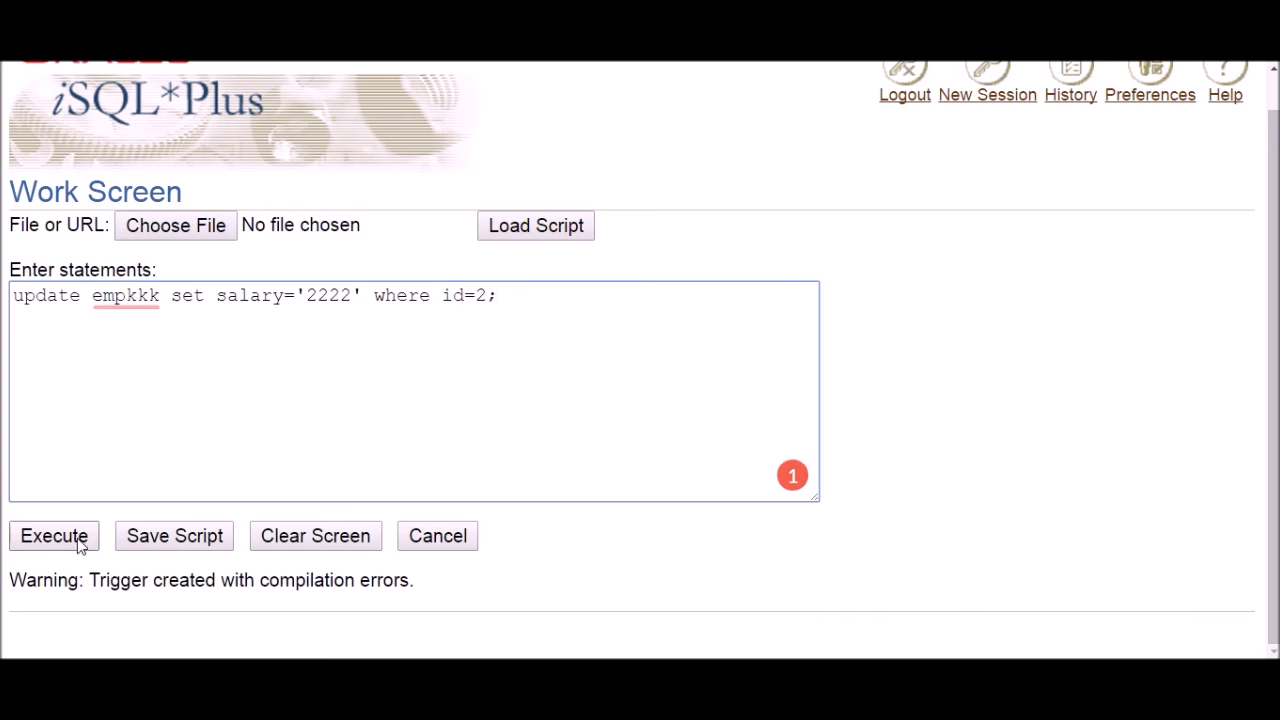 iSQL*Plus
Logout New Session History Preferences Help
Work Screen
File or URL: Choose File No file chosen Load Script
Enter statements:
update empkkk set salary='2222' where id=2;
1
Execute Save Script Clear Screen Cancel
Warning: Trigger created with compilation errors.